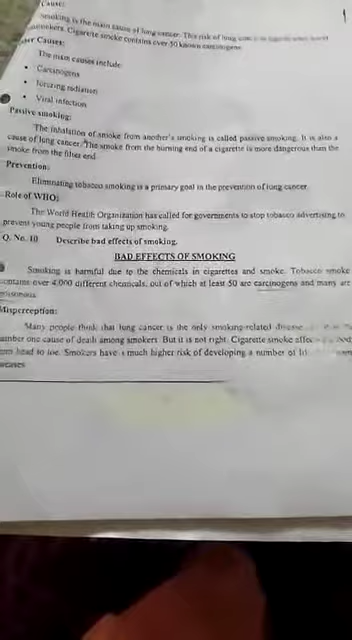 Cause:
Smoking is the main cause of lung cancer. This risk of lung
smokers. Cigarette smoke contains over 50 known carcinogens
Causes:
The main causes include:
• Carcinogens
• Ionizing radiation
• Viral infection
Passive smoking:
The inhalation of smoke from another's smoking is called passive smoking. It is also a
cause of lung cancer. The smoke from the burning end of a cigarette is more dangerous than the
smoke from the filter end.
Prevention:
Eliminating tobacco smoking is a primary goal in the prevention of lung cancer.
Role of WHO:
The World Health Organization has called for governments to stop tobacco advertising to
prevent young people from taking up smoking.
Q. No. 10 Describe bad effects of smoking.
BAD EFFECTS OF SMOKING
Smoking is harmful due to the chemicals in cigarettes and smoke. Tobacco smoke
contains over 4,000 different chemicals, out of which at least 50 are carcinogens and many are
poisonous.
Misperception:
Many people think that lung cancer is the only smoking-related disease
number one cause of death among smokers. But it is not right. Cigarette smoke
from head to toe. Smokers have a much higher risk of developing a number of